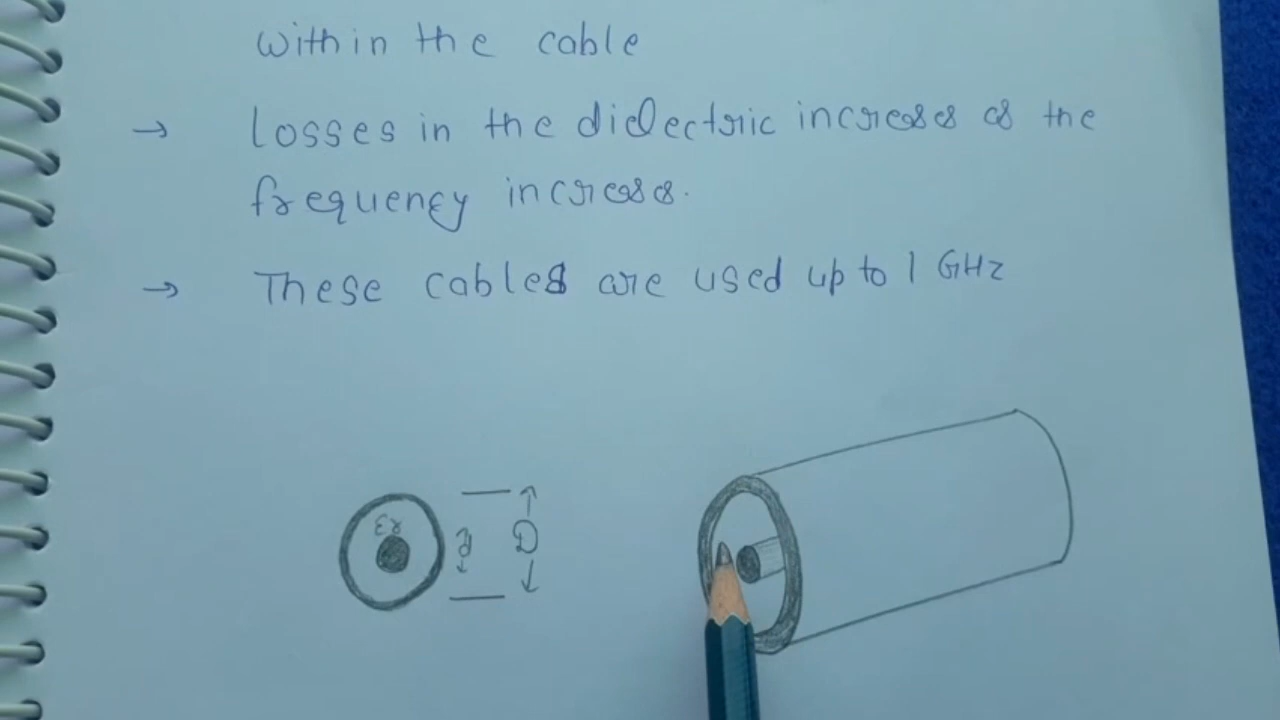 within the cable
→ Losses in the dielectric increases as the
frequency increases.
→ These cables are used up to 1 GHz
εr
d
D